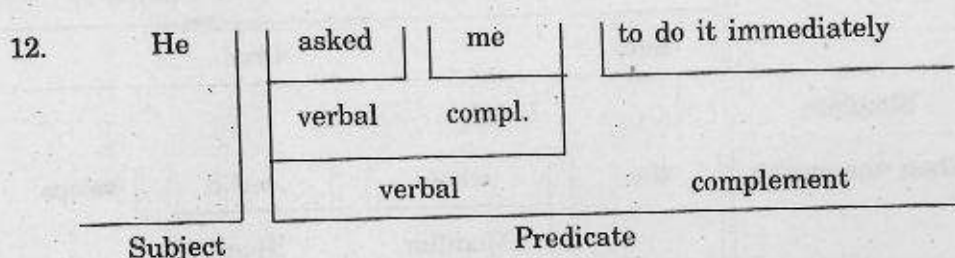 12. He asked me to do it immediately
verbal compl.
verbal complement
Subject Predicate